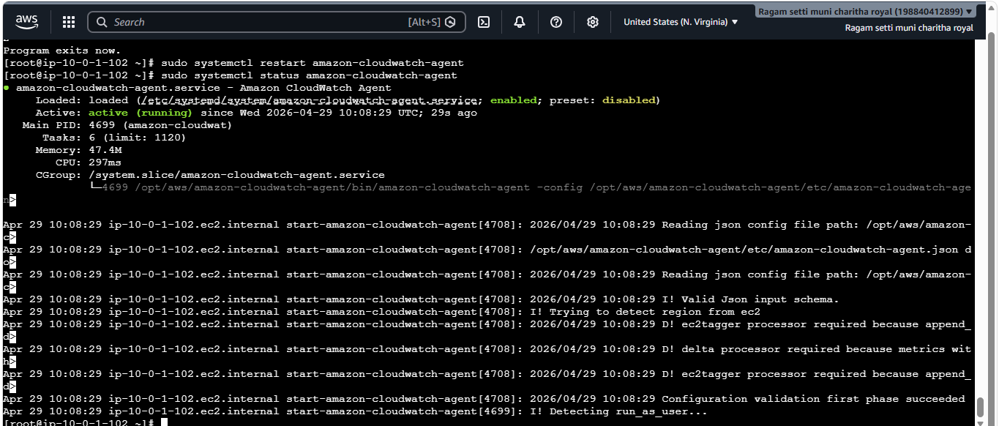 aws
Search
[Alt+S]
United States (N. Virginia) ▼
Ragam setti muni charitha royal (198840412899) ▼
Ragam setti muni charitha royal
Program exits now.
[root@ip-10-0-1-102 ~]# sudo systemctl restart amazon-cloudwatch-agent
[root@ip-10-0-1-102 ~]# sudo systemctl status amazon-cloudwatch-agent
● amazon-cloudwatch-agent.service - Amazon CloudWatch Agent
Loaded: loaded (/etc/systemd/system/amazon-cloudwatch-agent.service; enabled; preset: disabled)
Active: active (running) since Wed 2026-04-29 10:08:29 UTC; 29s ago
Main PID: 4699 (amazon-cloudwat)
Tasks: 6 (limit: 1120)
Memory: 47.4M
CPU: 297ms
CGroup: /system.slice/amazon-cloudwatch-agent.service
└─4699 /opt/aws/amazon-cloudwatch-agent/bin/amazon-cloudwatch-agent -config /opt/aws/amazon-cloudwatch-agent/etc/amazon-cloudwatch-age
n>
Apr 29 10:08:29 ip-10-0-1-102.ec2.internal start-amazon-cloudwatch-agent[4708]: 2026/04/29 10:08:29 Reading json config file path: /opt/aws/amazon-
c>
Apr 29 10:08:29 ip-10-0-1-102.ec2.internal start-amazon-cloudwatch-agent[4708]: /opt/aws/amazon-cloudwatch-agent/etc/amazon-cloudwatch-agent.json d
o>
Apr 29 10:08:29 ip-10-0-1-102.ec2.internal start-amazon-cloudwatch-agent[4708]: 2026/04/29 10:08:29 Reading json config file path: /opt/aws/amazon-
c>
Apr 29 10:08:29 ip-10-0-1-102.ec2.internal start-amazon-cloudwatch-agent[4708]: 2026/04/29 10:08:29 I! Valid Json input schema.
Apr 29 10:08:29 ip-10-0-1-102.ec2.internal start-amazon-cloudwatch-agent[4708]: I! Trying to detect region from ec2
Apr 29 10:08:29 ip-10-0-1-102.ec2.internal start-amazon-cloudwatch-agent[4708]: 2026/04/29 10:08:29 D! ec2tagger processor required because append_
d>
Apr 29 10:08:29 ip-10-0-1-102.ec2.internal start-amazon-cloudwatch-agent[4708]: 2026/04/29 10:08:29 D! delta processor required because metrics wit
h>
Apr 29 10:08:29 ip-10-0-1-102.ec2.internal start-amazon-cloudwatch-agent[4708]: 2026/04/29 10:08:29 D! ec2tagger processor required because append_
d>
Apr 29 10:08:29 ip-10-0-1-102.ec2.internal start-amazon-cloudwatch-agent[4708]: 2026/04/29 10:08:29 Configuration validation first phase succeeded
Apr 29 10:08:29 ip-10-0-1-102.ec2.internal start-amazon-cloudwatch-agent[4699]: I! Detecting run_as_user...
[root@ip-10-0-1-102 ~]#